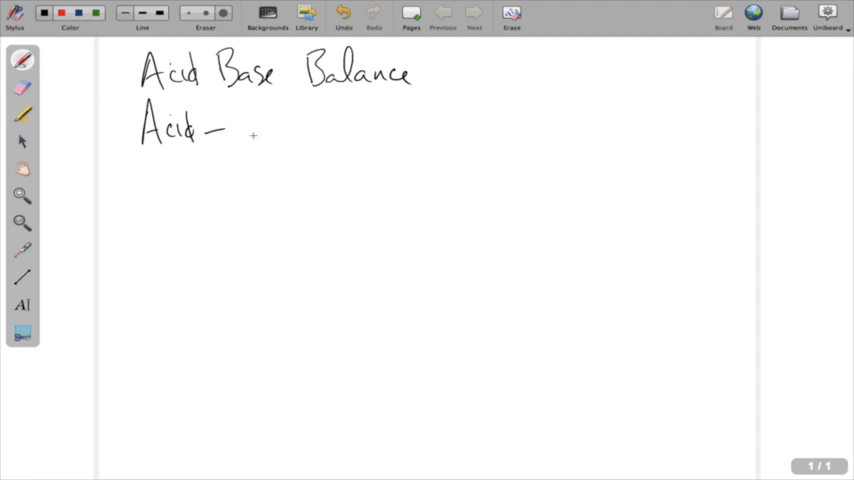 Stylus Color Line Eraser Backgrounds Library Undo Redo Pages Previous Next Erase Board Web Documents Uniboard
Acid Base Balance
Acid –
AI
1 / 1